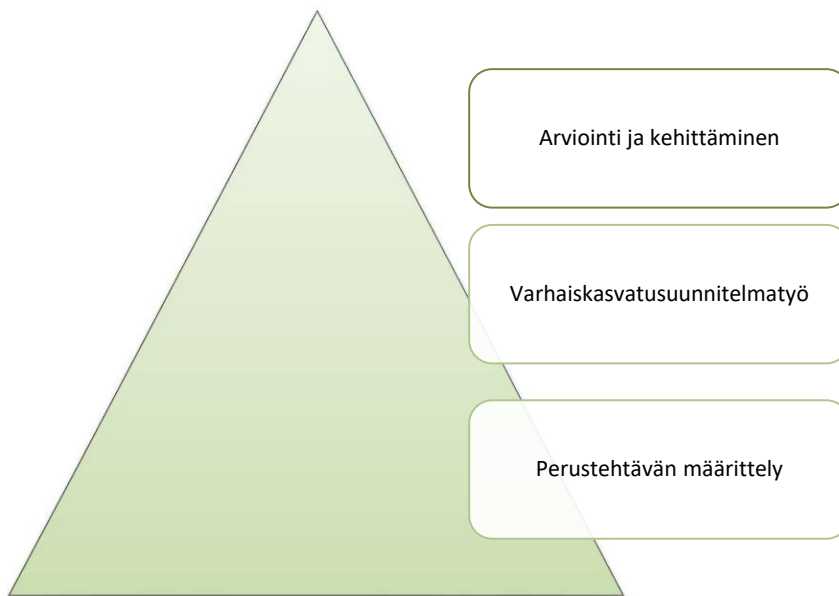 Arviointi ja kehittäminen
Varhaiskasvatusuunnitelmatyö
Perustehtävän määrittely